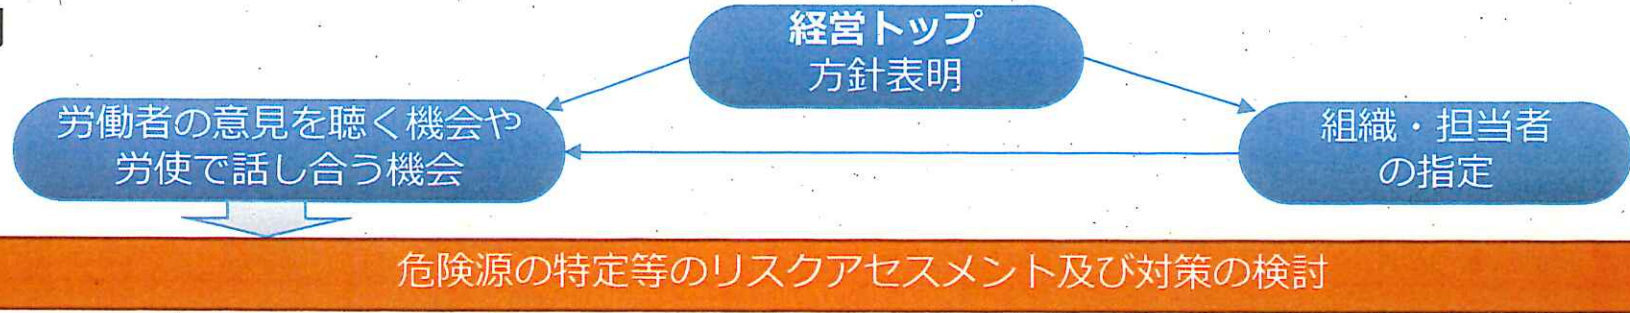 経営トップ
方針表明
労働者の意見を聴く機会や
労使で話し合う機会
組織・担当者
の指定
危険源の特定等のリスクアセスメント及び対策の検討